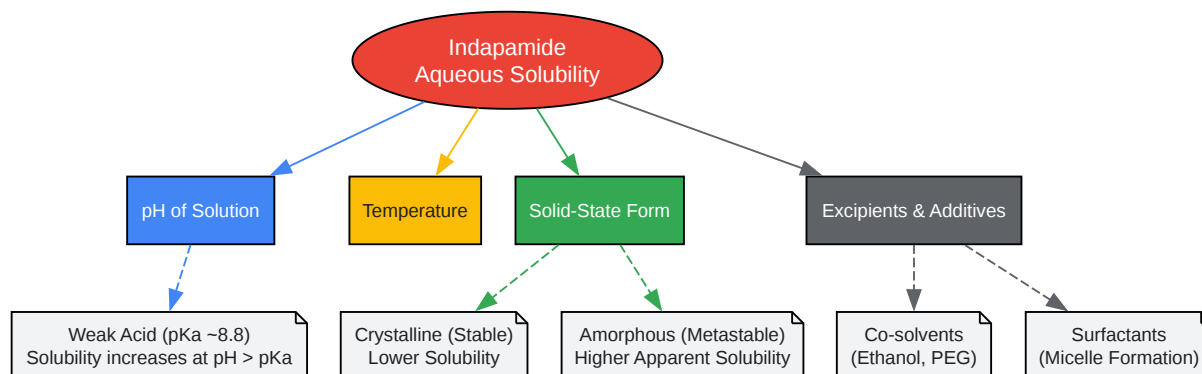 Indapamide
Aqueous Solubility
pH of Solution
Temperature
Solid-State Form
Excipients & Additives
Weak Acid (pKa ~8.8)
Solubility increases at pH > pKa
Crystalline (Stable)
Lower Solubility
Amorphous (Metastable)
Higher Apparent Solubility
Co-solvents
(Ethanol, PEG)
Surfactants
(Micelle Formation)